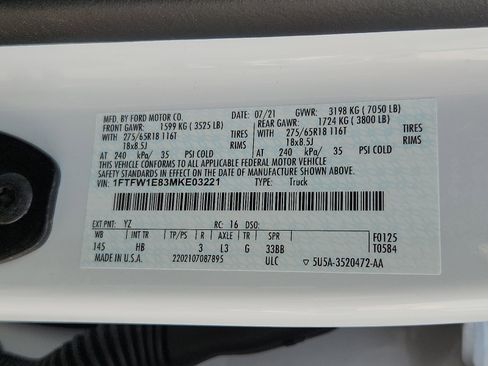 MFD. BY FORD MOTOR CO. DATE: 07/21 GVWR: 3198 KG ( 7050 LB)
FRONT GAWR: 1599 KG ( 3525 LB) REAR GAWR: 1724 KG ( 3800 LB)
WITH 275/65R18 116T TIRES WITH 275/65R18 116T TIRES
18x8.5J RIMS 18x8.5J RIMS
AT 240 kPa/ 35 PSI COLD AT 240 kPa/ 35 PSI COLD
THIS VEHICLE CONFORMS TO ALL APPLICABLE FEDERAL MOTOR VEHICLE
SAFETY STANDARDS IN EFFECT ON THE DATE OF MANUFACTURE SHOWN ABOVE.
VIN: 1FTFW1E83MKE03221 TYPE: Truck
EXT PNT: YZ RC: 16 DSO:
WB INT TR TP/PS R AXLE TR SPR F0125
145 HB 3 L3 G 33BB T0584
MADE IN U.S.A. 2202107087895 ULC 5U5A-3520472-AA